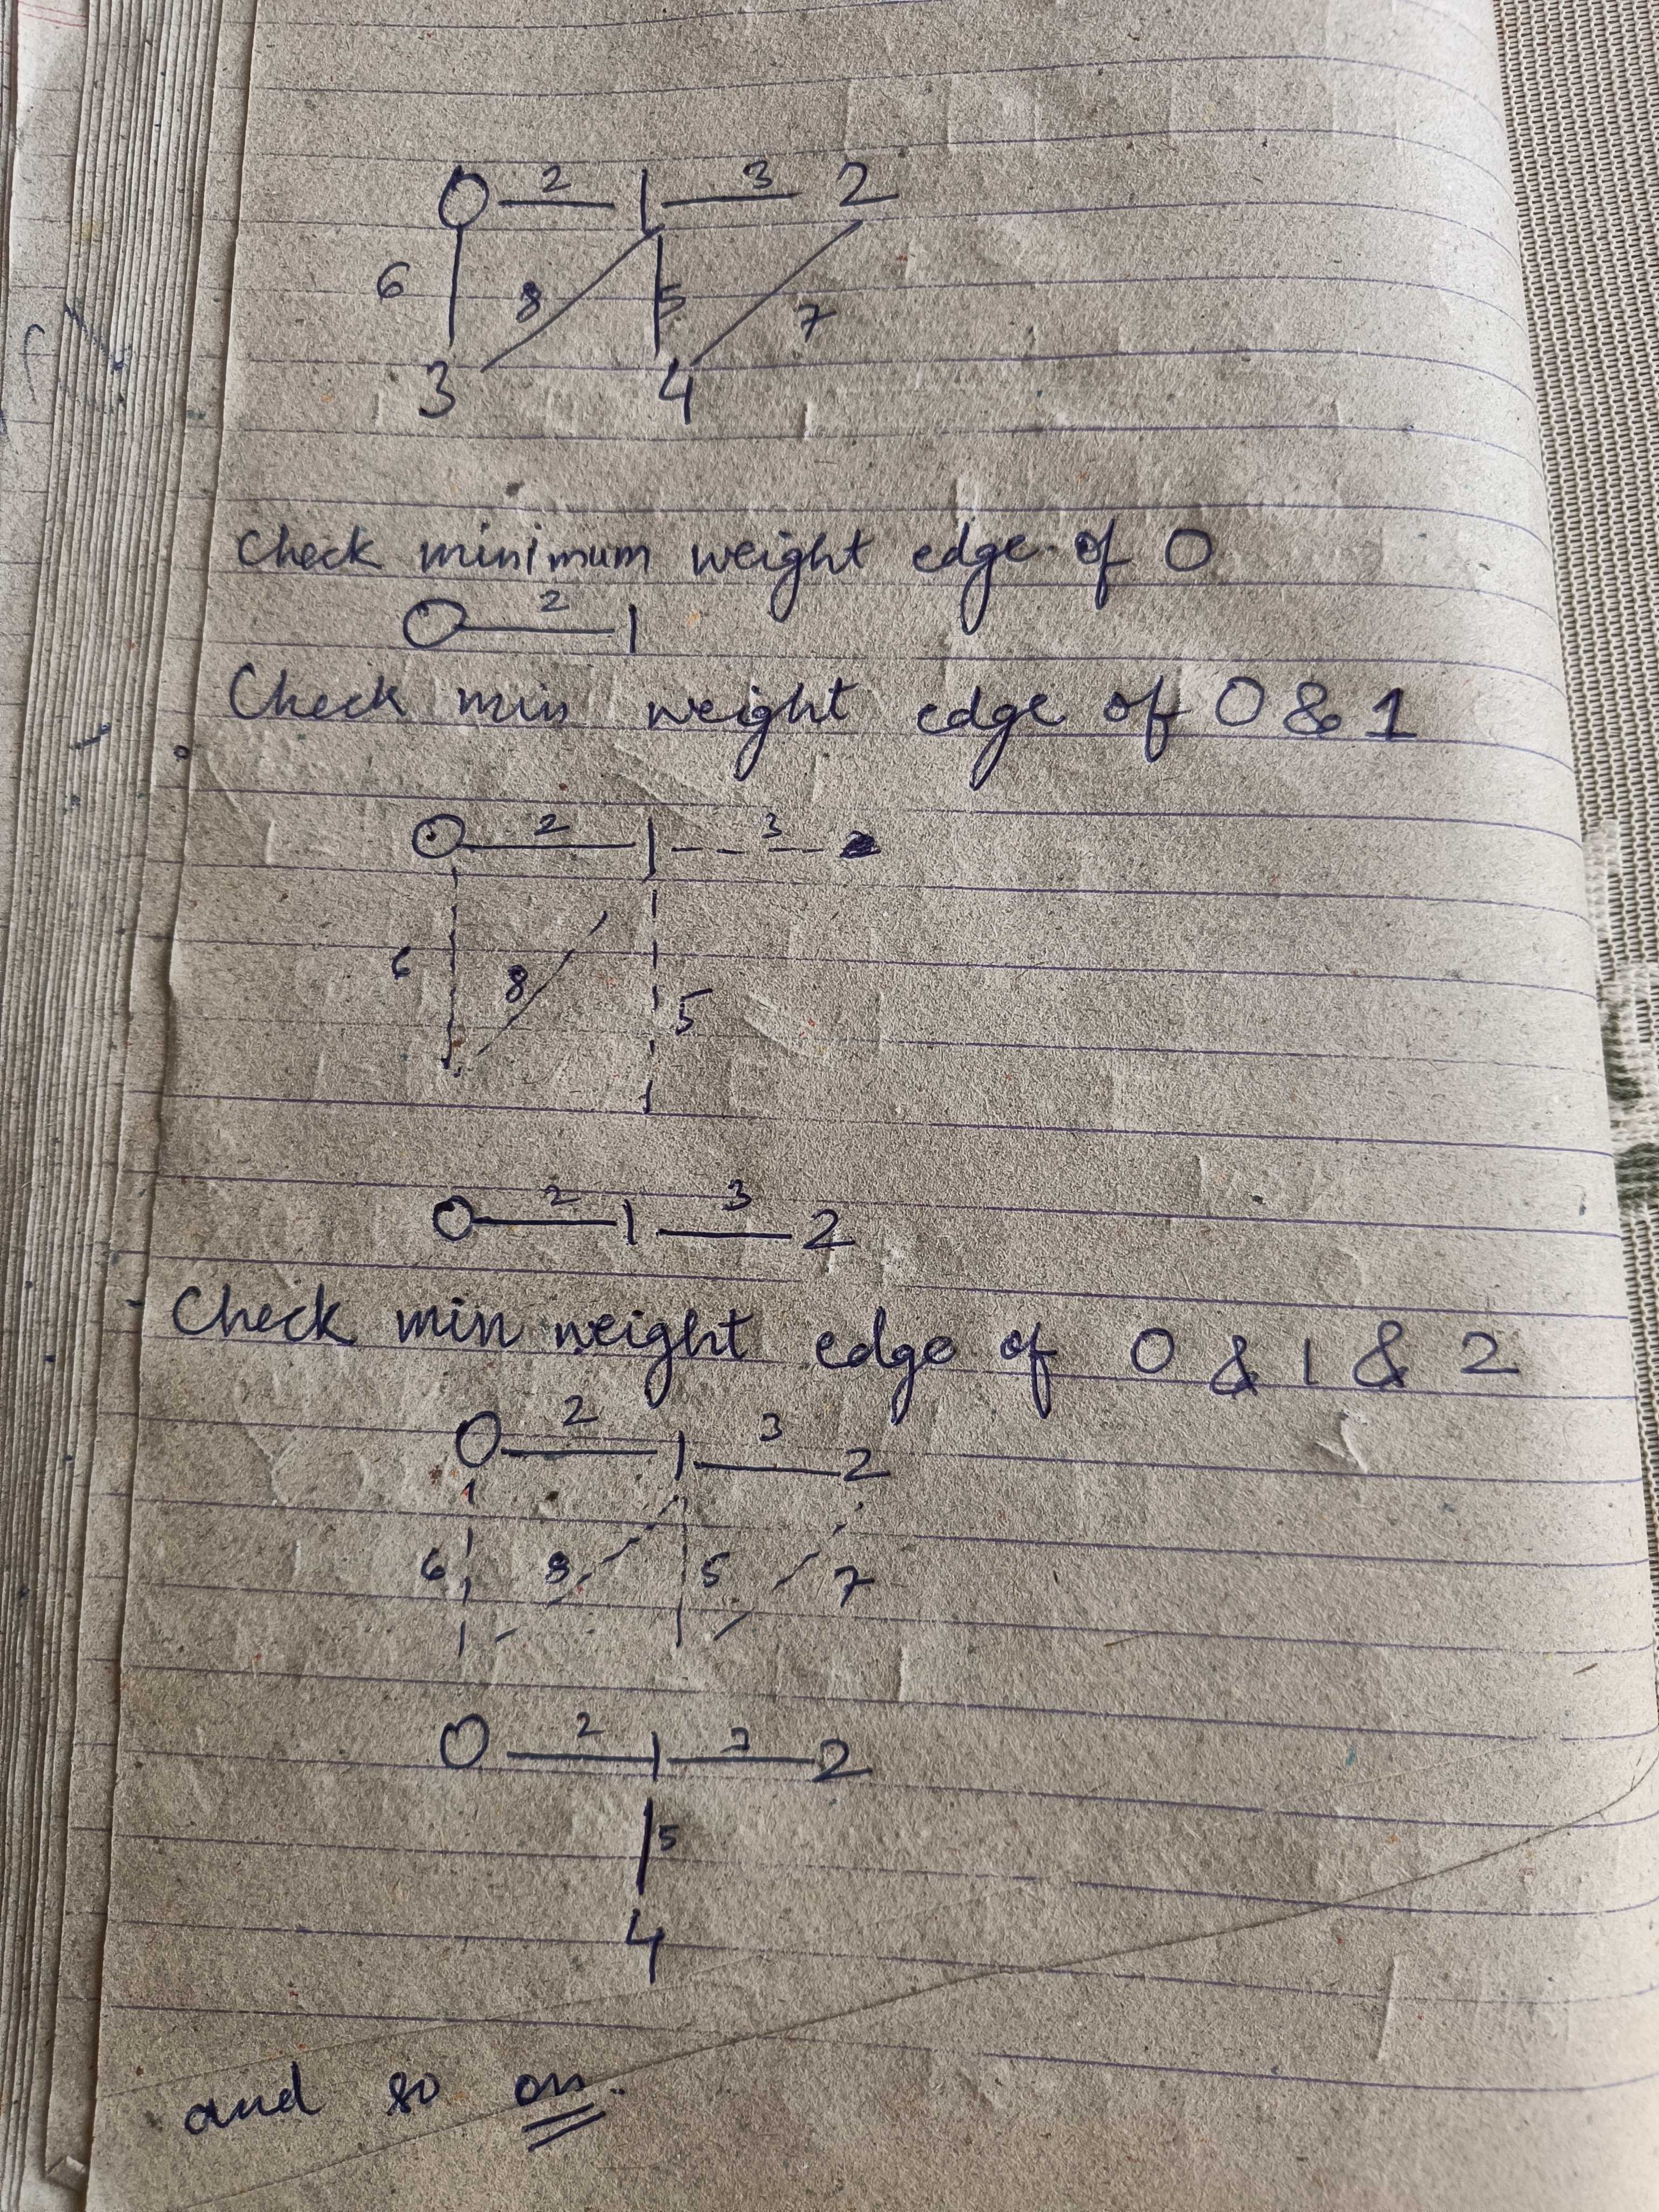 0 2 1 3 2
6 8 5 7
3 4
Check minimum weight edge of 0
0 2 1
Check min weight edge of 0 & 1
0 2 1 3
6 8 5
0 2 1 3 2
Check min weight edge of 0 & 1 & 2
0 2 1 3 2
6 8 5 7
0 2 1 3 2
5
4
and so on.